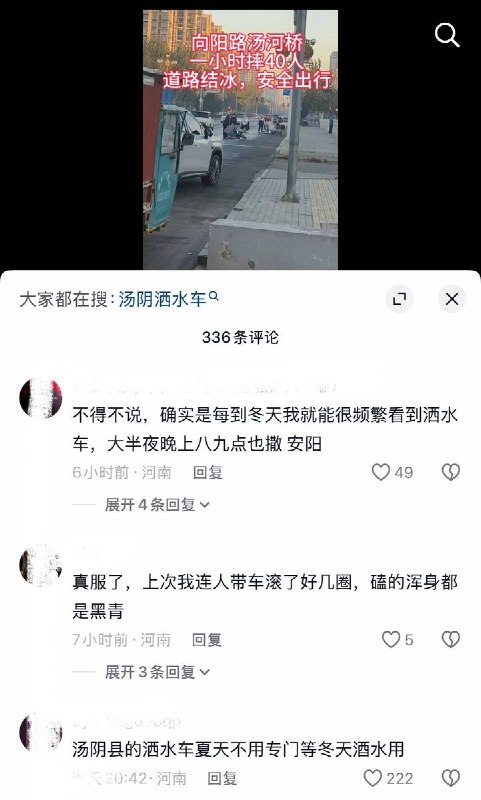 向阳路汤河桥
一小时摔40人
道路结冰，安全出行
大家都在搜：汤阴洒水车
336条评论
不得不说，确实是每到冬天我就能很频繁看到洒水
车，大半夜晚上八九点也撒 安阳
6小时前·河南 回复 49
展开4条回复
真服了，上次我连人带车滚了好几圈，磕的浑身都
是黑青
7小时前·河南 回复 5
展开3条回复
汤阴县的洒水车夏天不用专门等冬天酒水用
20:42·河南 回复 222